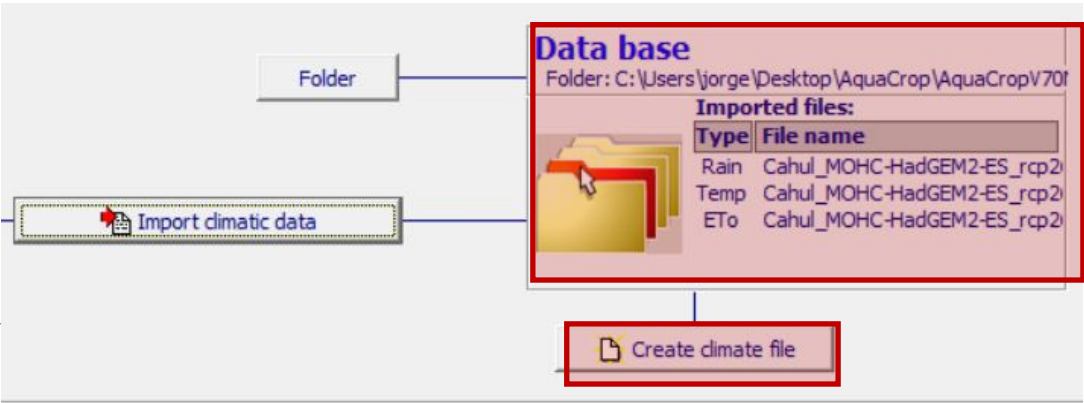 Data base
Folder
Folder: C:\Users\jorge\Desktop\AquaCrop\AquaCropV70
Imported files:
Type File name
Rain Cahul_MOHC-HadGEM2-ES_rcp2
Temp Cahul_MOHC-HadGEM2-ES_rcp2
Import climatic data
ETo Cahul_MOHC-HadGEM2-ES_rcp2
Create climate file